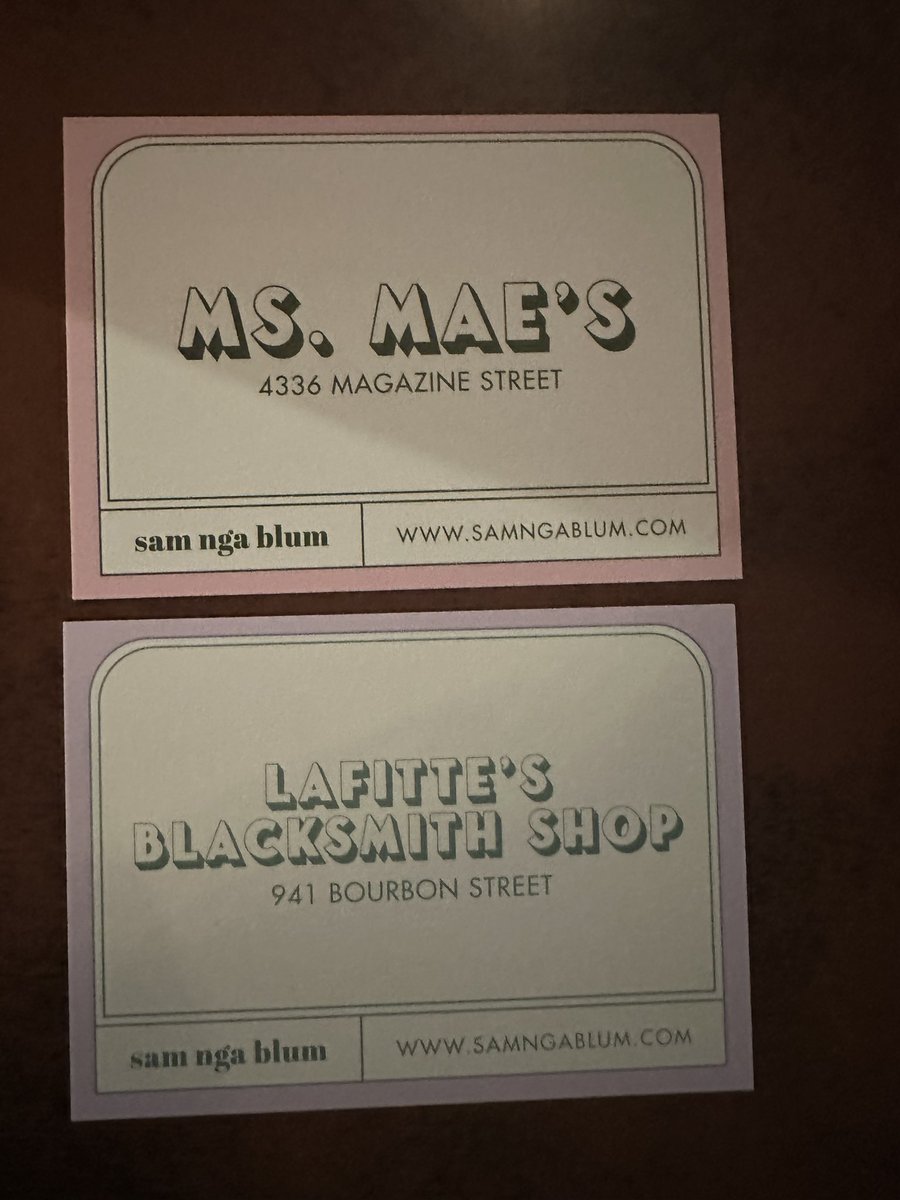 MS. MAE'S
4336 MAGAZINE STREET
sam nga blum
WWW.SAMNGABLUM.COM
LAFITTE'S
BLACKSMITH SHOP
941 BOURBON STREET
sam nga blum
WWW.SAMNGABLUM.COM